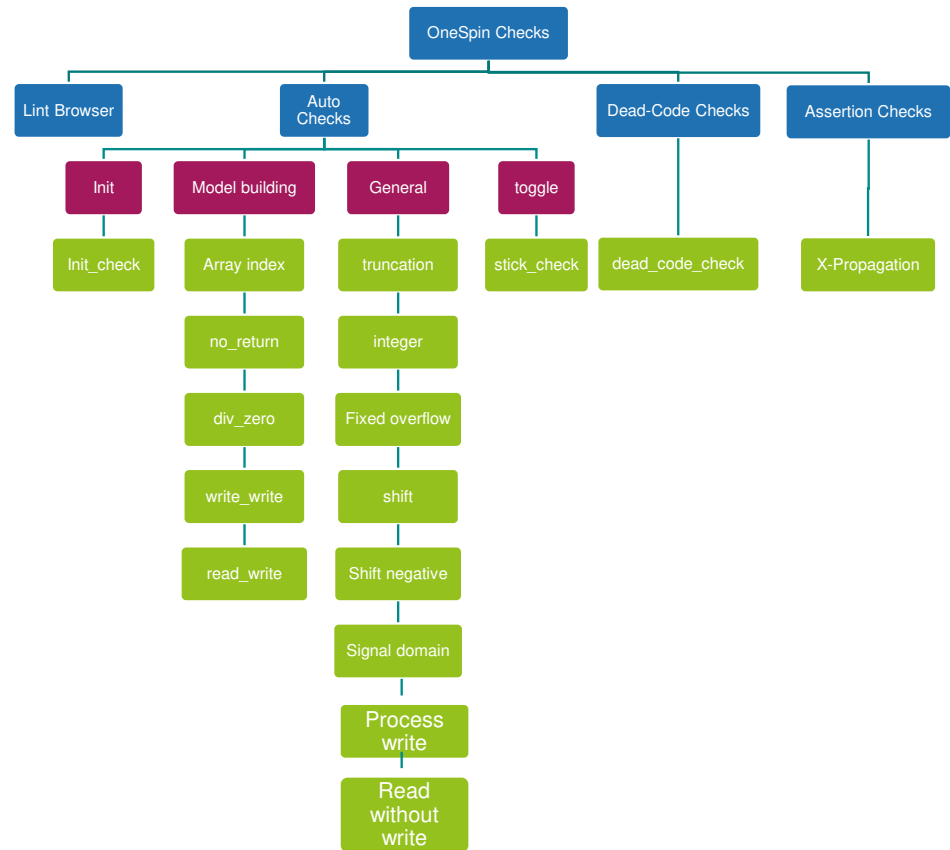 OneSpin Checks
Lint Browser
Auto
Checks
Dead-Code Checks
Assertion Checks
Init
Model building
General
toggle
Init_check
Array index
truncation
stick_check
dead_code_check
X-Propagation
no_return
integer
div_zero
Fixed overflow
write_write
shift
read_write
Shift negative
Signal domain
Process
write
Read
without
write